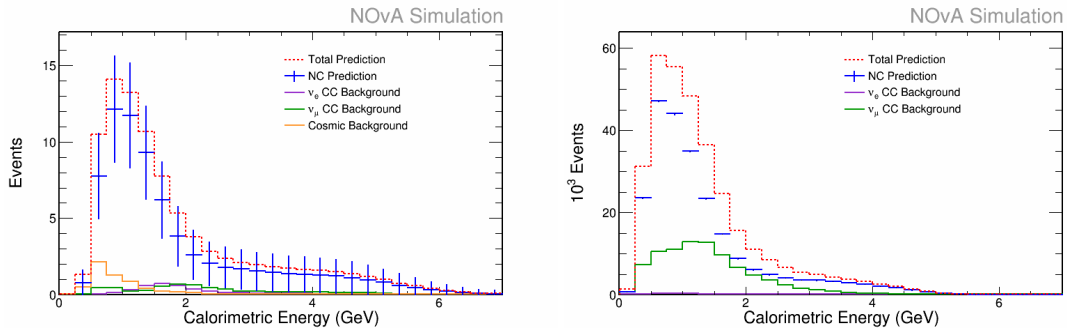 NOνA Simulation
Events
15
10
5
0
Total Prediction
NC Prediction
νe CC Background
νμ CC Background
Cosmic Background
0 2 4 6
Calorimetric Energy (GeV)
NOνA Simulation
10³ Events
60
40
20
0
Total Prediction
NC Prediction
νe CC Background
νμ CC Background
0 2 4 6
Calorimetric Energy (GeV)